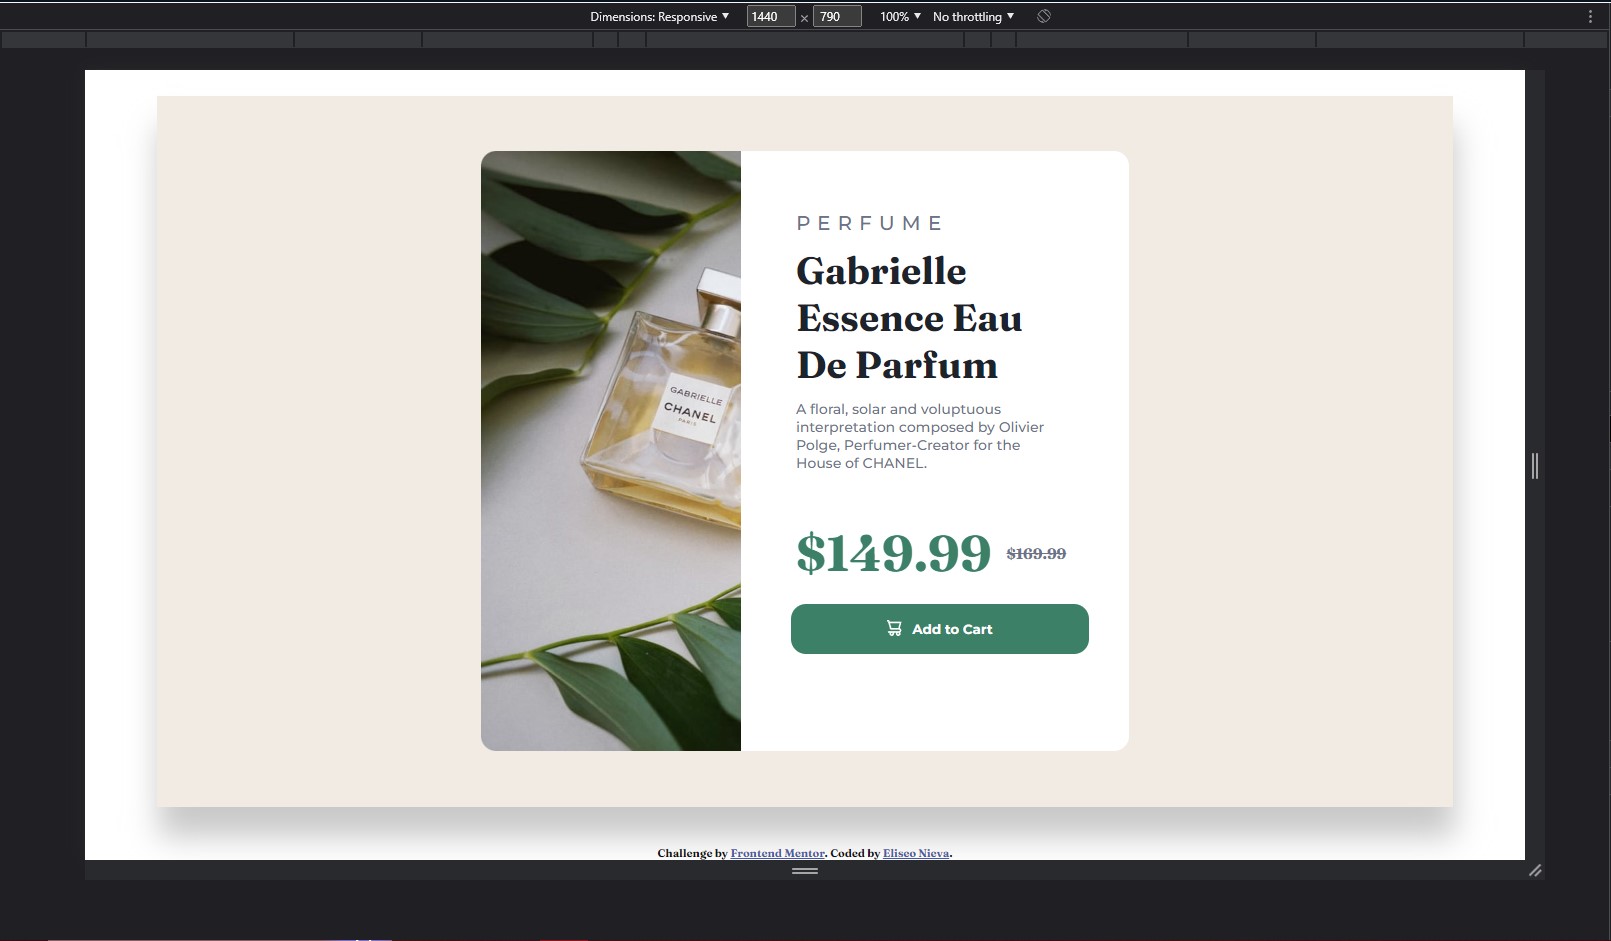 Dimensions: Responsive 1440 × 790 100% No throttling
PERFUME
Gabrielle
Essence Eau
De Parfum
GABRIELLE
CHANEL
PARIS
A floral, solar and voluptuous
interpretation composed by Olivier
Polge, Perfumer-Creator for the
House of CHANEL.
$149.99 $169.99
Add to Cart
Challenge by Frontend Mentor. Coded by Eliseo Nieva.